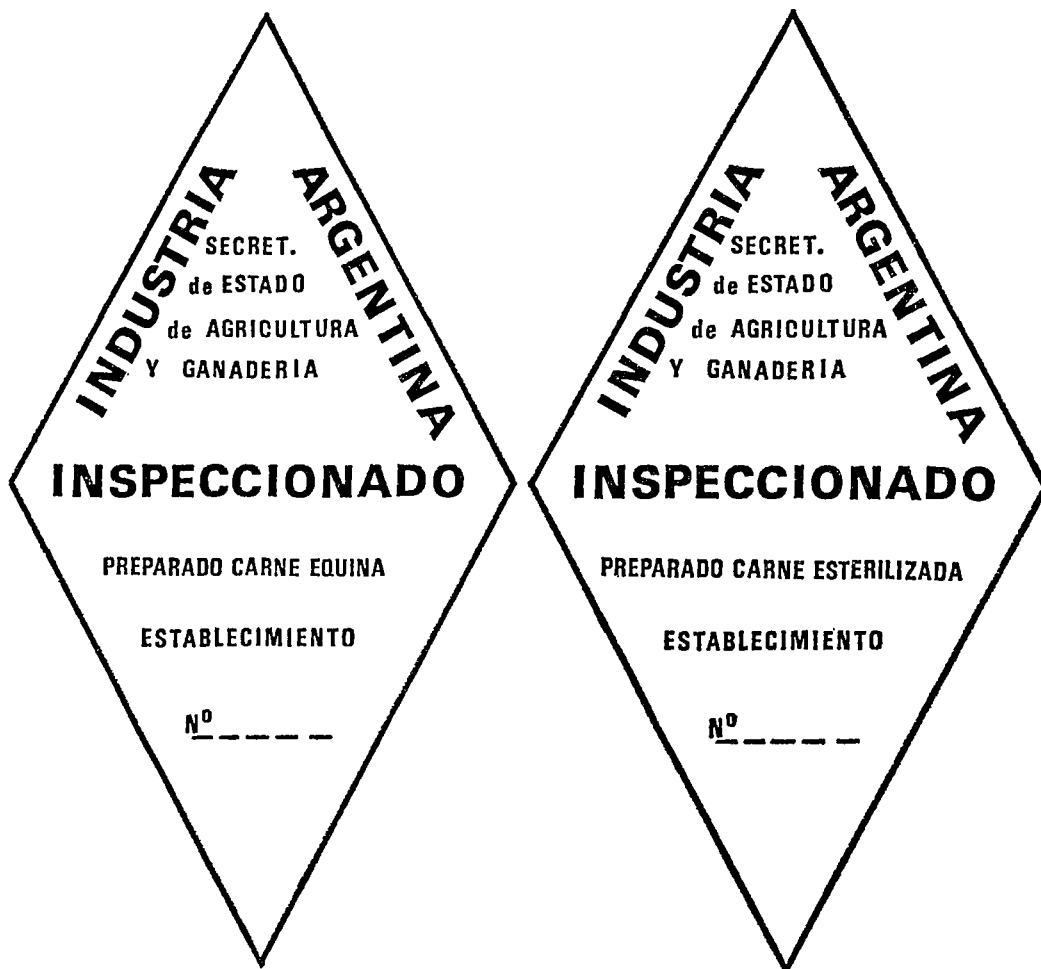 INDUSTRIA ARGENTINA
SECRET.
de ESTADO
de AGRICULTURA
Y GANADERIA
INSPECCIONADO
PREPARADO CARNE EQUINA
ESTABLECIMIENTO
Nº _ _ _ _ _
INDUSTRIA ARGENTINA
SECRET.
de ESTADO
de AGRICULTURA
Y GANADERIA
INSPECCIONADO
PREPARADO CARNE ESTERILIZADA
ESTABLECIMIENTO
Nº _ _ _ _ _